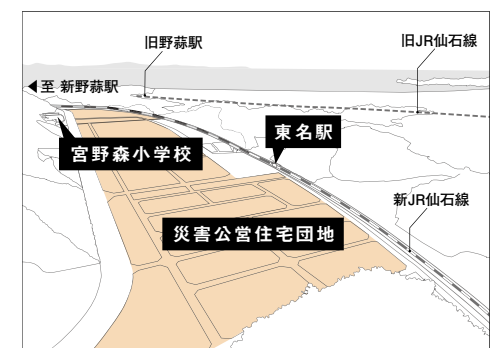 旧野蒜駅
旧JR仙石線
◀至 新野蒜駅
東名駅
宮野森小学校
新JR仙石線
災害公営住宅団地